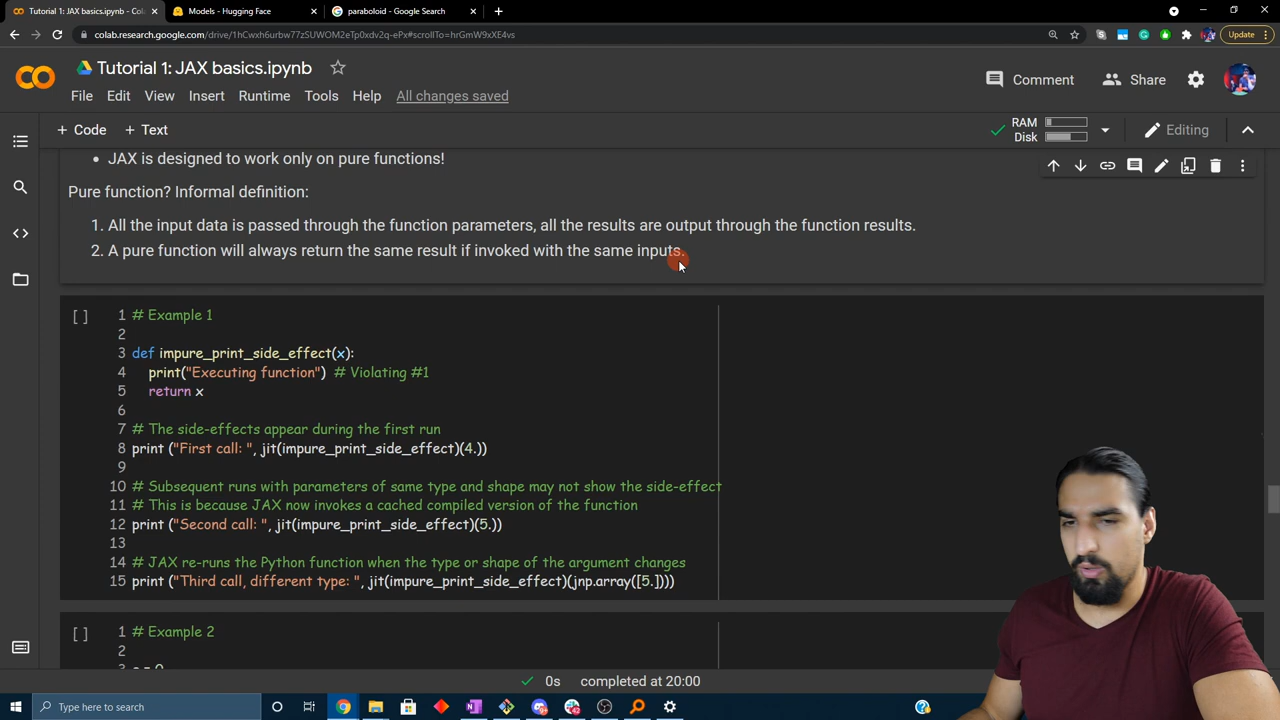 Tutorial 1: JAX basics.ipynb - Col
Models - Hugging Face
paraboloid - Google Search
colab.research.google.com/drive/1hCwxh6urbw77zSUWOM2eTp0xdv2q-ePx#scrollTo=hrGmW9xXE4vs
Update
Tutorial 1: JAX basics.ipynb
Comment
Share
File Edit View Insert Runtime Tools Help All changes saved
+ Code + Text
RAM
Disk
Editing
• JAX is designed to work only on pure functions!
Pure function? Informal definition:
1. All the input data is passed through the function parameters, all the results are output through the function results.
2. A pure function will always return the same result if invoked with the same inputs.
[ ] 1 # Example 1
2
3 def impure_print_side_effect(x):
4 print("Executing function") # Violating #1
5 return x
6
7 # The side-effects appear during the first run
8 print ("First call: ", jit(impure_print_side_effect)(4.))
9
10 # Subsequent runs with parameters of same type and shape may not show the side-effect
11 # This is because JAX now invokes a cached compiled version of the function
12 print ("Second call: ", jit(impure_print_side_effect)(5.))
13
14 # JAX re-runs the Python function when the type or shape of the argument changes
15 print ("Third call, different type: ", jit(impure_print_side_effect)(jnp.array([5.])))
[ ] 1 # Example 2
2
0s completed at 20:00
Type here to search